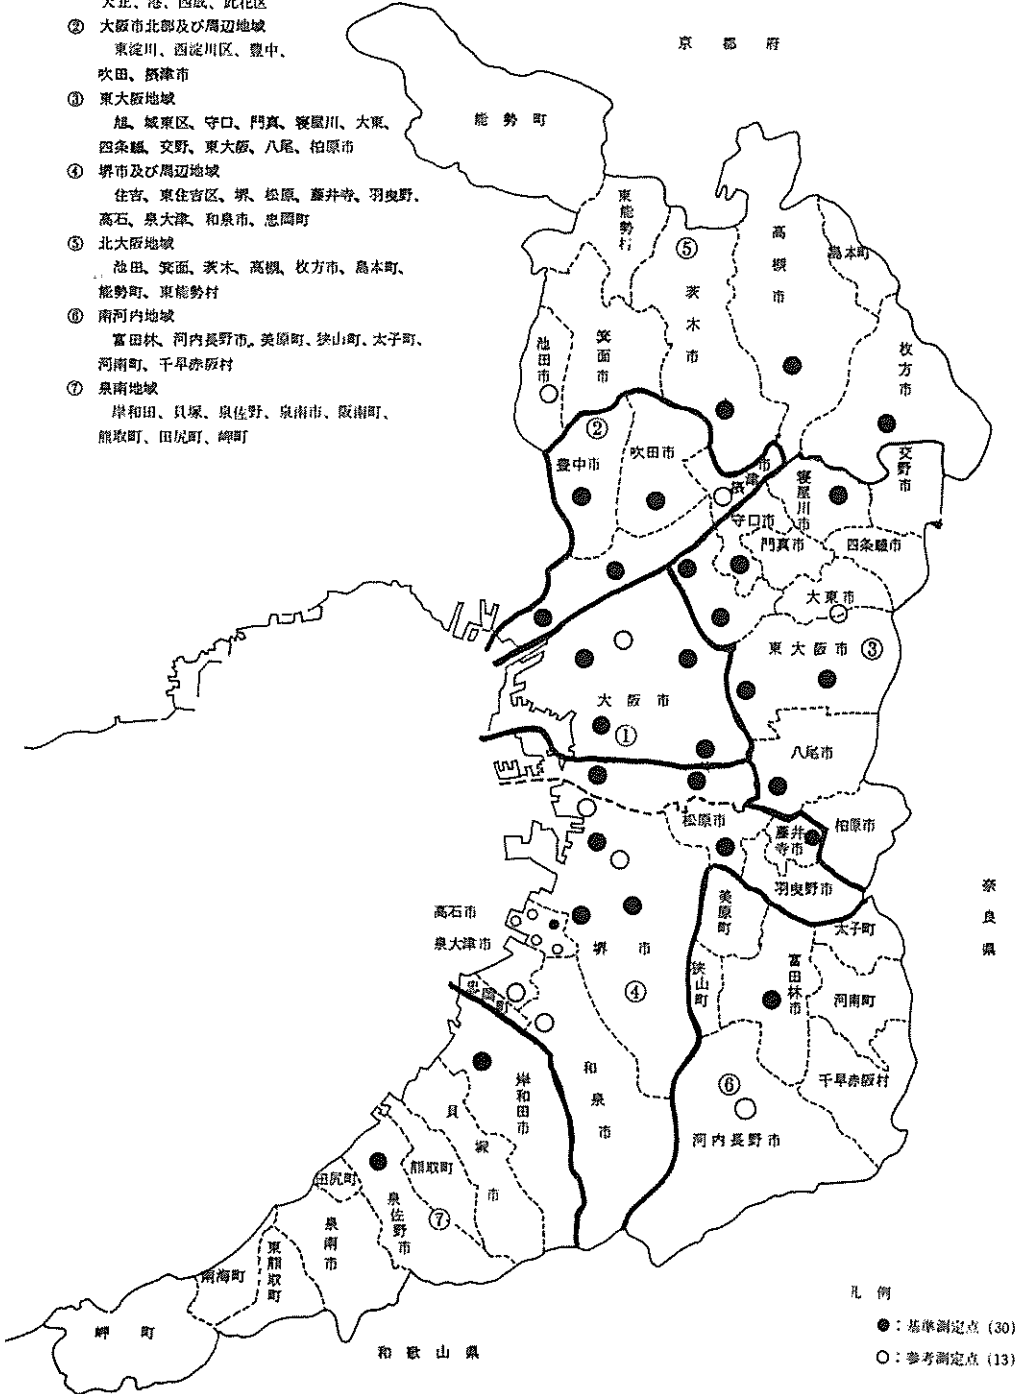 大正、港、西成、此花区
② 大阪市北部及び周辺地域
東淀川、西淀川区、豊中、
吹田、摂津市
③ 東大阪地域
旭、城東区、守口、門真、寝屋川、大東、
四条畷、交野、東大阪、八尾、柏原市
④ 堺市及び周辺地域
住吉、東住吉区、堺、松原、藤井寺、羽曳野、
高石、泉大津、和泉市、忠岡町
⑤ 北大阪地域
池田、箕面、茨木、高槻、枚方市、島本町、
能勢町、東能勢村
⑥ 南河内地域
富田林、河内長野市、美原町、狭山町、太子町、
河南町、千早赤阪村
⑦ 泉南地域
岸和田、貝塚、泉佐野、泉南市、阪南町、
熊取町、田尻町、岬町
京都府
能勢町
東能勢村
⑤
高槻市
島本町
茨木市
池田市
箕面市
枚方市
②
豊中市
吹田市
摂津市
交野市
寝屋川市
守口市
門真市
四条畷市
大東市
東大阪市
③
大阪市
①
八尾市
松原市
藤井寺市
柏原市
羽曳野市
奈良県
美原町
太子町
高石市
泉大津市
堺市
富田林市
狭山町
④
河南町
忠岡町
千早赤阪村
和泉市
岸和田市
⑥
貝塚市
河内長野市
熊取町
田尻町
⑦
泉佐野市
泉南市
東鳥取町
南海町
岬町
和歌山県
凡例
●：基準測定点 (30)
○：参考測定点 (13)